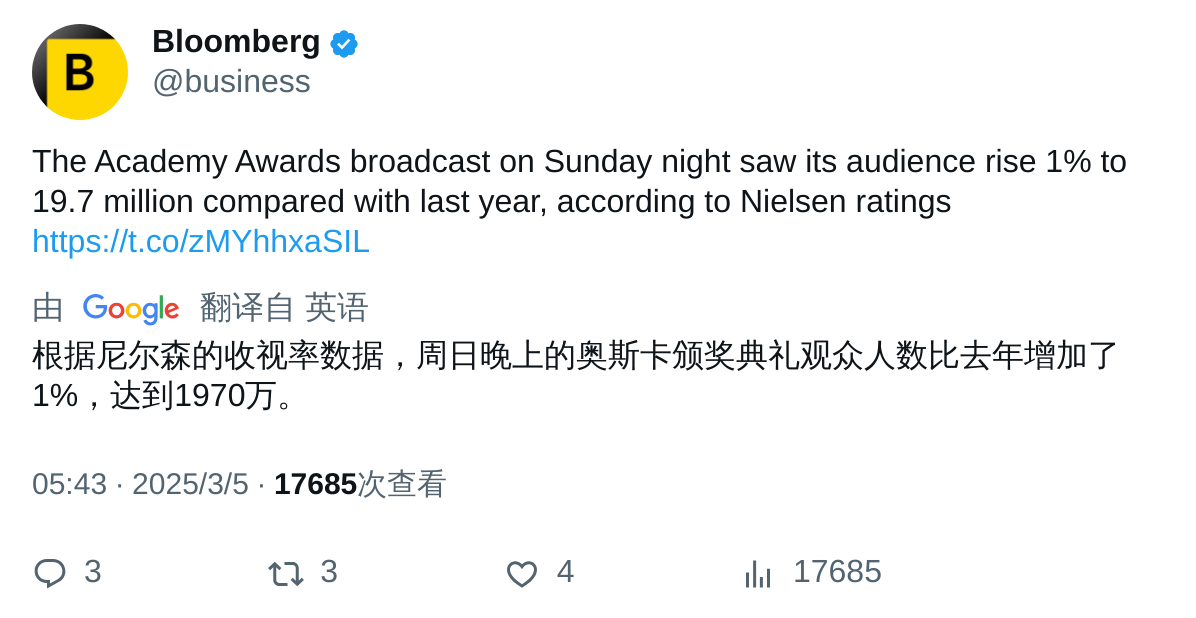 B
Bloomberg
@business
The Academy Awards broadcast on Sunday night saw its audience rise 1% to
19.7 million compared with last year, according to Nielsen ratings
https://t.co/zMYhhxaSIL
由 Google 翻译自 英语
根据尼尔森的收视率数据，周日晚上的奥斯卡颁奖典礼观众人数比去年增加了
1%，达到1970万。
05:43 · 2025/3/5 · 17685次查看
3 3 4 17685